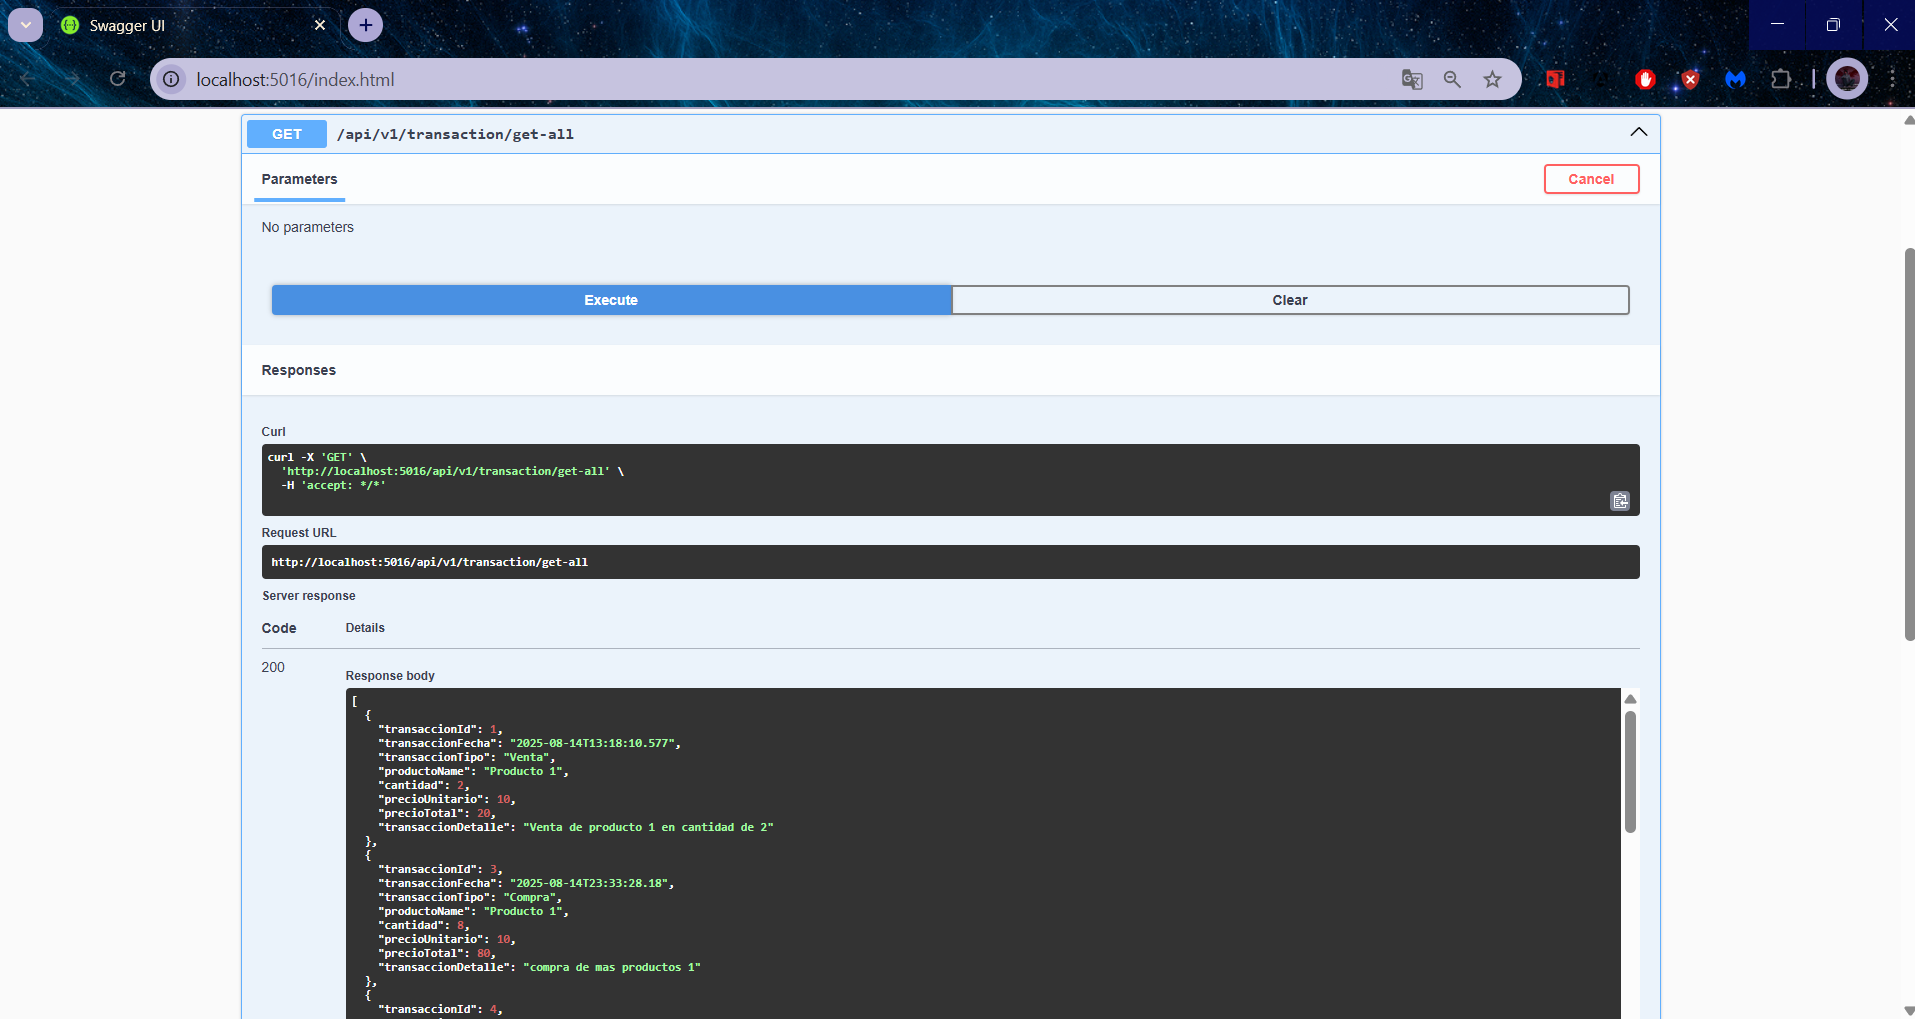 Swagger UI
localhost:5016/index.html
GET /api/v1/transaction/get-all
Parameters
Cancel
No parameters
Execute
Clear
Responses
Curl
curl -X 'GET' \
  'http://localhost:5016/api/v1/transaction/get-all' \
  -H 'accept: */*'
Request URL
http://localhost:5016/api/v1/transaction/get-all
Server response
Code Details
200
Response body
[
  {
    "transaccionId": 1,
    "transaccionFecha": "2025-08-14T13:18:10.577",
    "transaccionTipo": "Venta",
    "productoName": "Producto 1",
    "cantidad": 2,
    "precioUnitario": 10,
    "precioTotal": 20,
    "transaccionDetalle": "Venta de producto 1 en cantidad de 2"
  },
  {
    "transaccionId": 3,
    "transaccionFecha": "2025-08-14T23:33:28.18",
    "transaccionTipo": "Compra",
    "productoName": "Producto 1",
    "cantidad": 8,
    "precioUnitario": 10,
    "precioTotal": 80,
    "transaccionDetalle": "compra de mas productos 1"
  },
  {
    "transaccionId": 4,